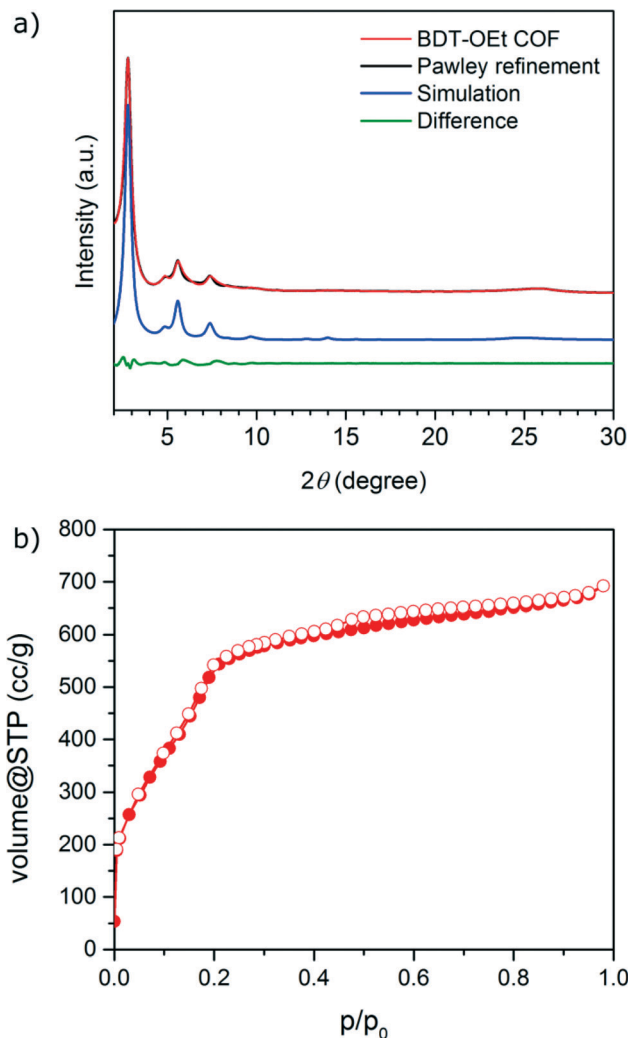 a)
BDT-OEt COF
Pawley refinement
Simulation
Difference
Intensity (a.u.)
5 10 15 20 25 30
2θ (degree)
b)
800
700
600
500
400
300
200
100
0
volume@STP (cc/g)
0.0 0.2 0.4 0.6 0.8 1.0
p/p₀